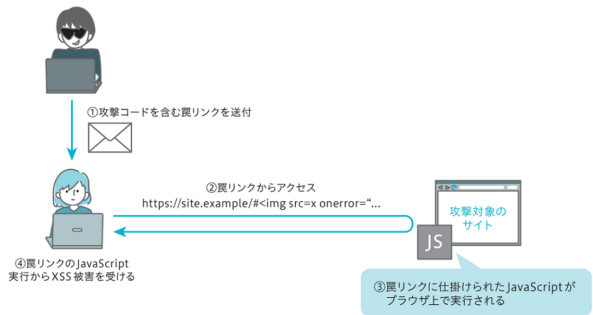 ①攻撃コードを含む罠リンクを送付
②罠リンクからアクセス
https://site.example/#<img src=x onerror=“...
攻撃対象の
サイト
JS
③罠リンクに仕掛けられたJavaScriptが
ブラウザ上で実行される
④罠リンクのJavaScript
実行からXSS被害を受ける